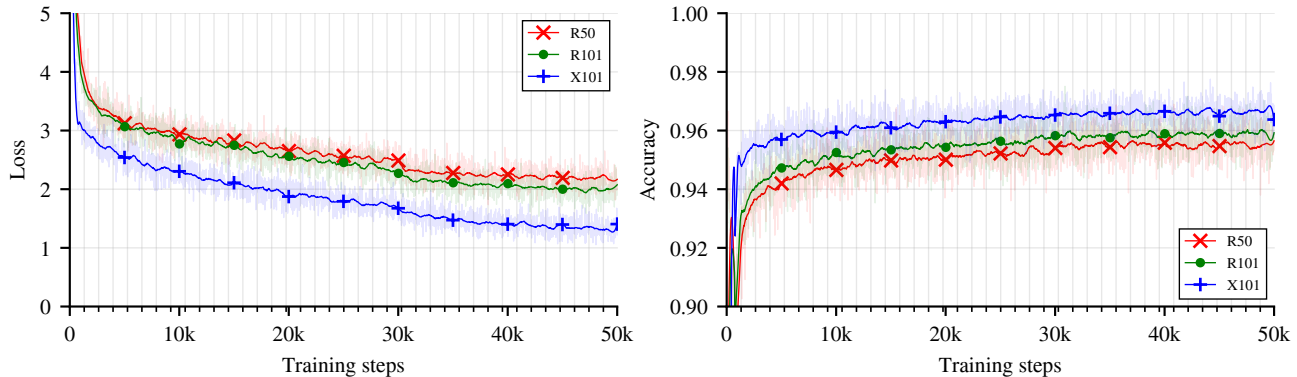 5
4
3
2
1
0
Loss
R50
R101
X101
0
10k
20k
30k
40k
50k
Training steps
1.00
0.98
0.96
0.94
0.92
0.90
Accuracy
R50
R101
X101
0
10k
20k
30k
40k
50k
Training steps